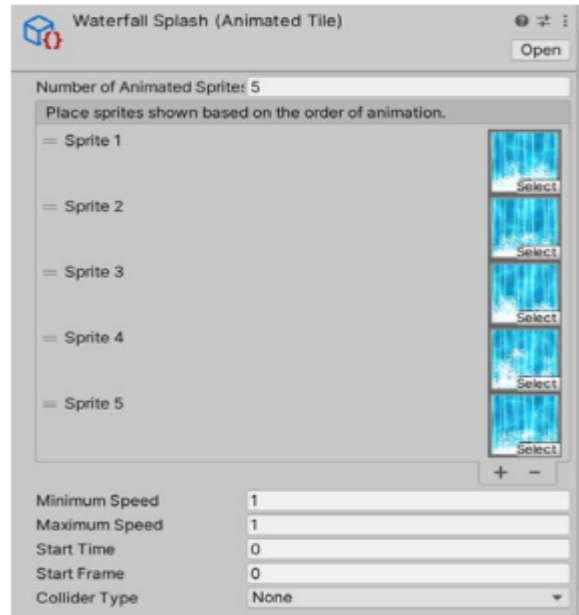 Waterfall Splash (Animated Tile)
Open
Number of Animated Sprites 5
Place sprites shown based on the order of animation.
Sprite 1
Select
Sprite 2
Select
Sprite 3
Select
Sprite 4
Select
Sprite 5
Select
+ -
Minimum Speed 1
Maximum Speed 1
Start Time 0
Start Frame 0
Collider Type None